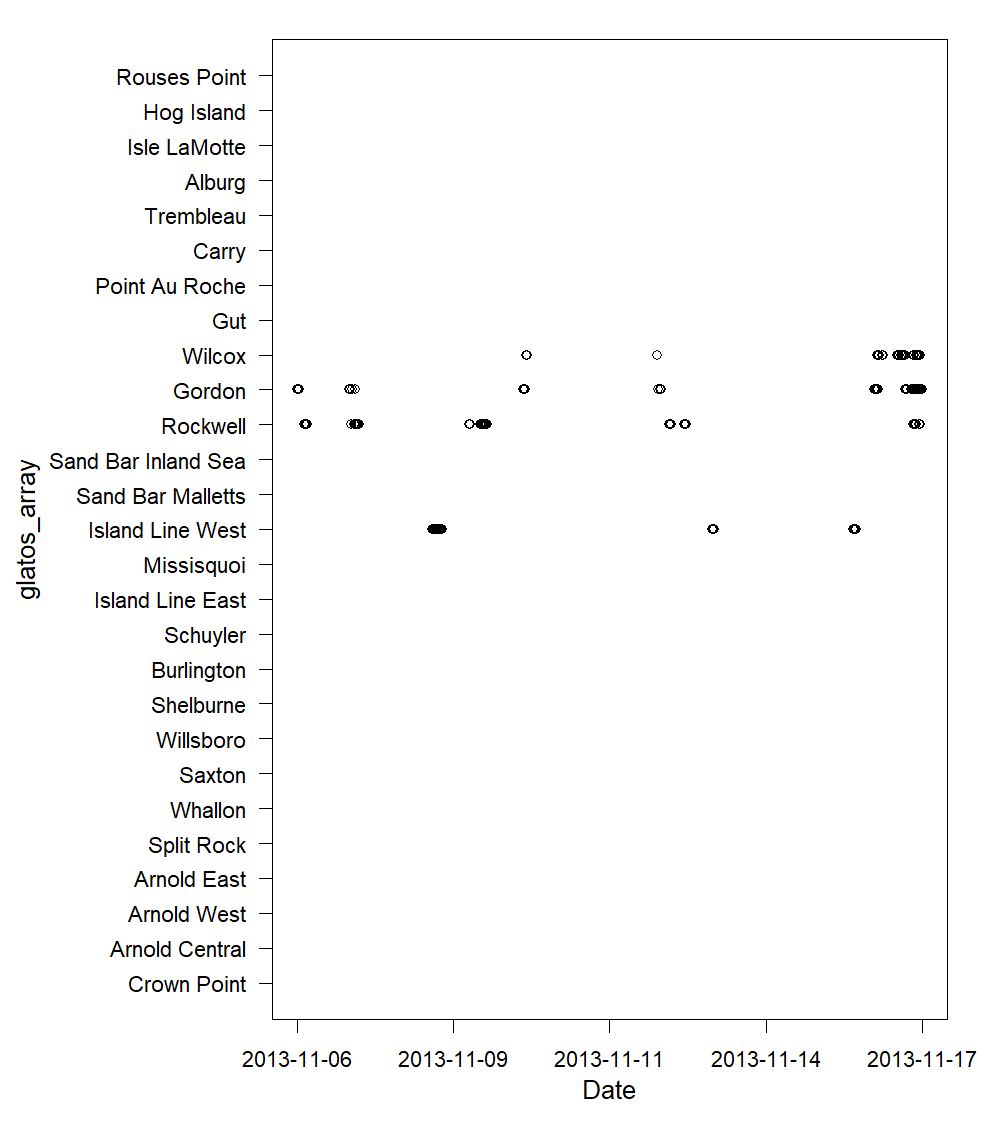 Rouses Point
Hog Island
Isle LaMotte
Alburg
Trembleau
Carry
Point Au Roche
Gut
Wilcox
Gordon
Rockwell
Sand Bar Inland Sea
Sand Bar Malletts
Island Line West
Missisquoi
Island Line East
Schuyler
Burlington
Shelburne
Willsboro
Saxton
Whallon
Split Rock
Arnold East
Arnold West
Arnold Central
Crown Point
glatos_array
2013-11-06 2013-11-09 2013-11-11 2013-11-14 2013-11-17
Date